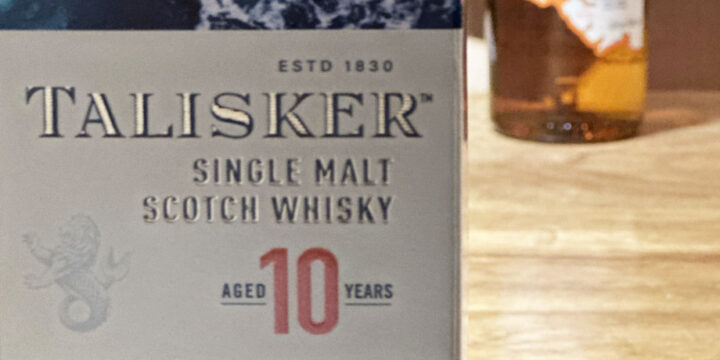 ESTD 1830
TALISKER™
SINGLE MALT
SCOTCH WHISKY
AGED 10 YEARS